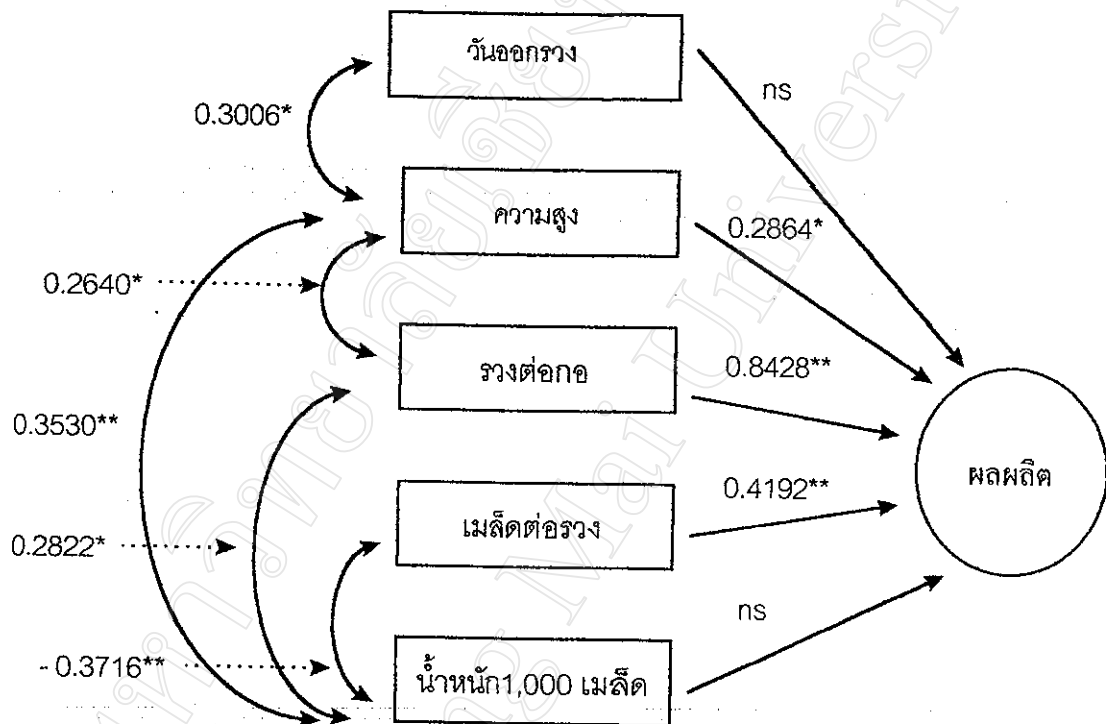 วันออกรวง
ns
0.3006*
ความสูง
0.2864*
0.2640*
รวงต่อกอ
0.8428**
0.3530**
ผลผลิต
เมล็ดต่อรวง
0.4192**
0.2822*
ns
- 0.3716**
น้ำหนัก1,000 เมล็ด